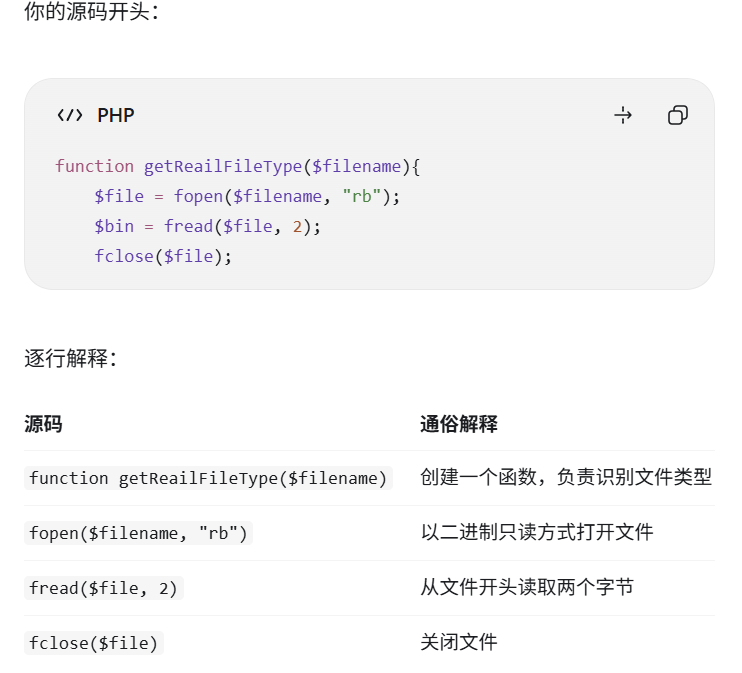 你的源码开头：
</> PHP
function getReailFileType($filename){
    $file = fopen($filename, "rb");
    $bin = fread($file, 2);
    fclose($file);
逐行解释：
源码 通俗解释
function getReailFileType($filename) 创建一个函数，负责识别文件类型
fopen($filename, "rb") 以二进制只读方式打开文件
fread($file, 2) 从文件开头读取两个字节
fclose($file) 关闭文件